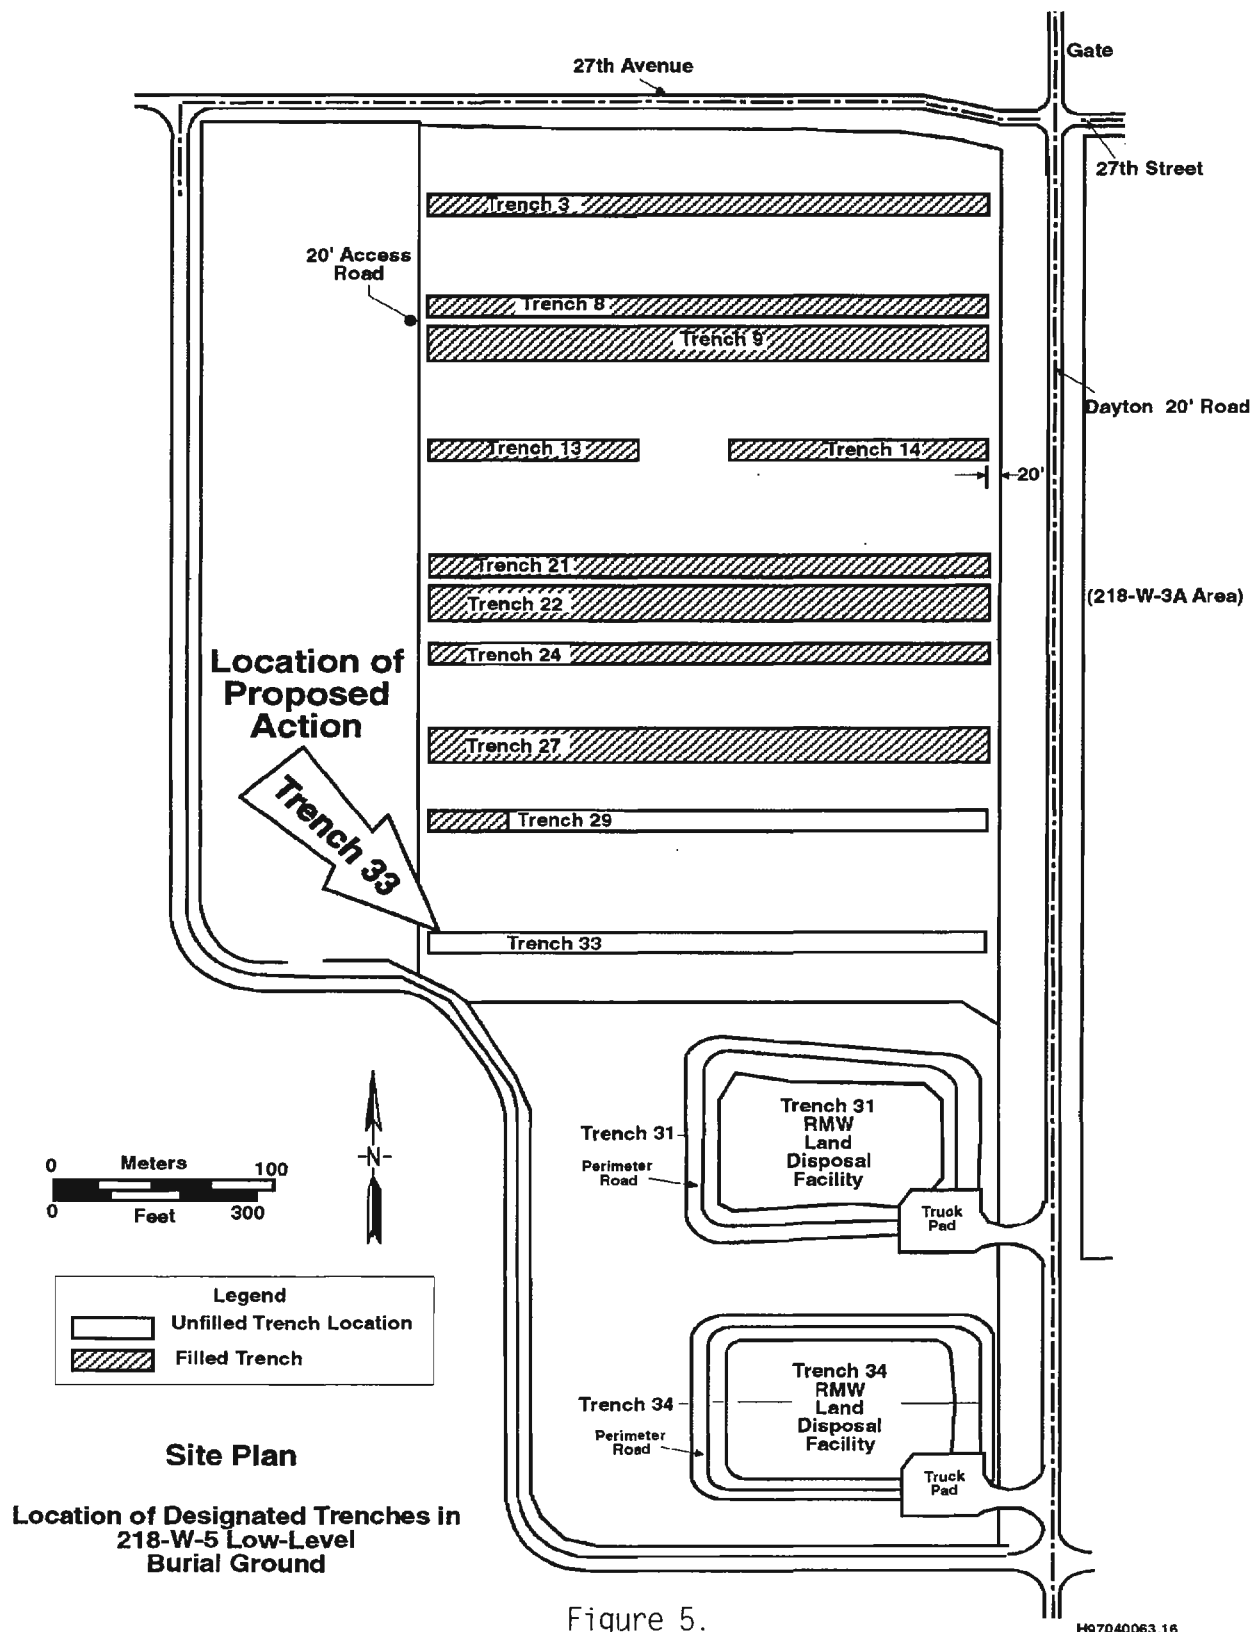 Gate
27th Avenue
27th Street
Trench 3
20' Access
Road
Trench 8
Trench 9
Dayton 20' Road
Trench 13
Trench 14
20'
Trench 21
(218-W-3A Area)
Trench 22
Trench 24
Location of
Proposed
Action
Trench 27
Trench 33
Trench 29
Trench 33
Trench 31
RMW
Land
Disposal
Facility
Trench 31
Perimeter
Road
Truck
Pad
N
0 Meters 100
0 Feet 300
Legend
Unfilled Trench Location
Filled Trench
Trench 34
RMW
Land
Disposal
Facility
Trench 34
Perimeter
Road
Truck
Pad
Site Plan
Location of Designated Trenches in
218-W-5 Low-Level
Burial Ground
Figure 5.
H97040063.16